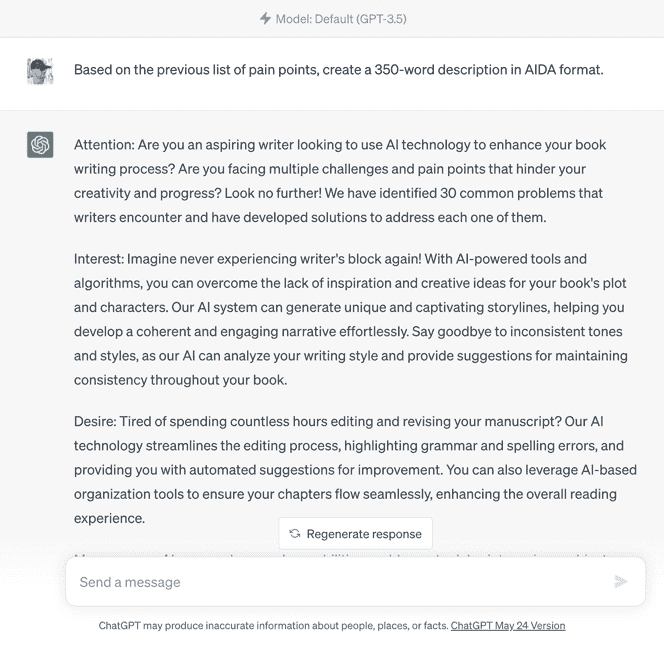 Model: Default (GPT-3.5)
Based on the previous list of pain points, create a 350-word description in AIDA format.
Attention: Are you an aspiring writer looking to use AI technology to enhance your book
writing process? Are you facing multiple challenges and pain points that hinder your
creativity and progress? Look no further! We have identified 30 common problems that
writers encounter and have developed solutions to address each one of them.
Interest: Imagine never experiencing writer's block again! With AI-powered tools and
algorithms, you can overcome the lack of inspiration and creative ideas for your book's plot
and characters. Our AI system can generate unique and captivating storylines, helping you
develop a coherent and engaging narrative effortlessly. Say goodbye to inconsistent tones
and styles, as our AI can analyze your writing style and provide suggestions for maintaining
consistency throughout your book.
Desire: Tired of spending countless hours editing and revising your manuscript? Our AI
technology streamlines the editing process, highlighting grammar and spelling errors, and
providing you with automated suggestions for improvement. You can also leverage AI-based
organization tools to ensure your chapters flow seamlessly, enhancing the overall reading
experience.
Regenerate response
Send a message
ChatGPT may produce inaccurate information about people, places, or facts. ChatGPT May 24 Version